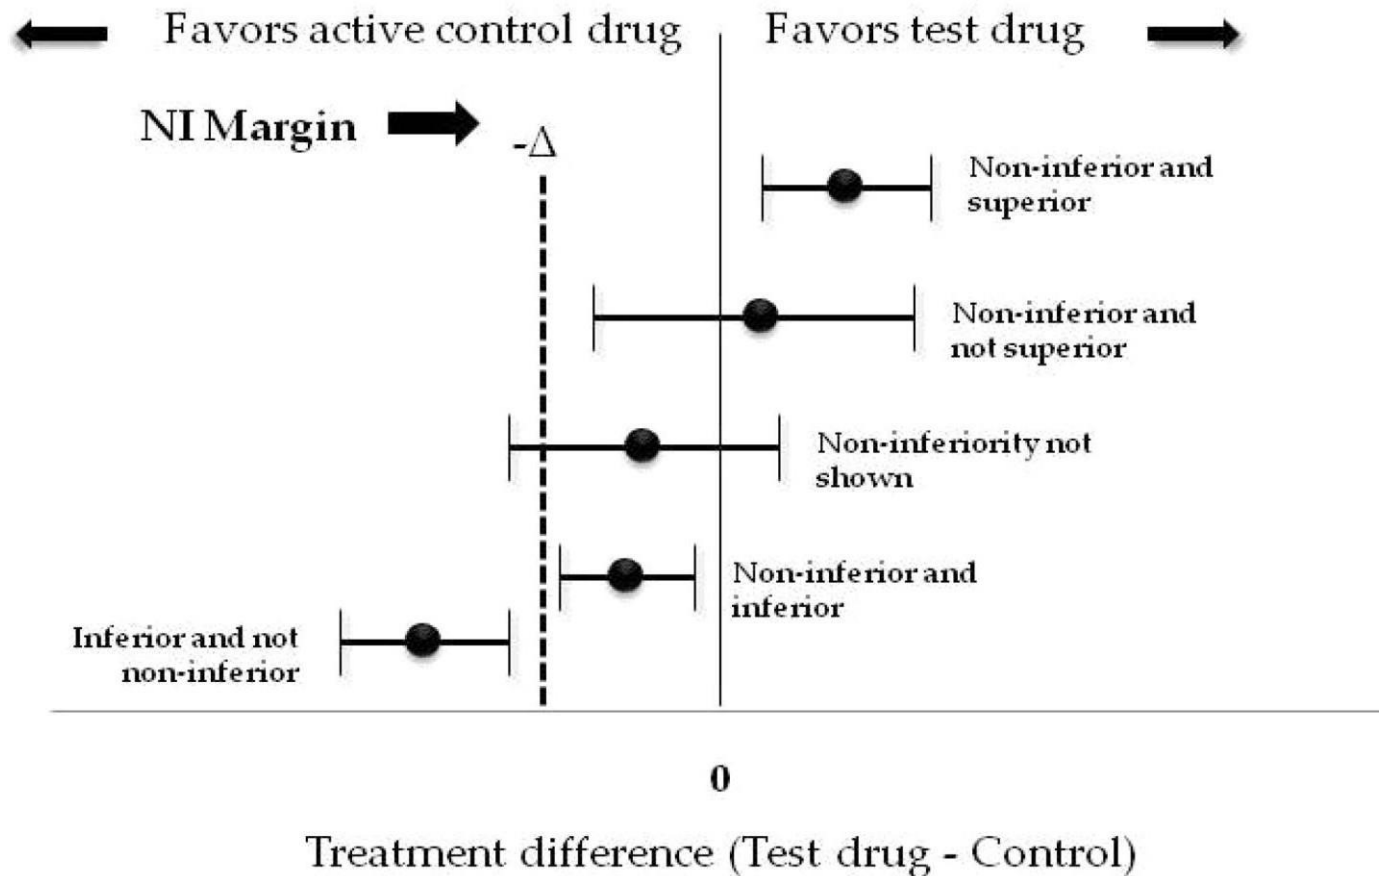 Favors active control drug
Favors test drug
NI Margin
-Δ
Non-inferior and
superior
Non-inferior and
not superior
Non-inferiority not
shown
Non-inferior and
inferior
Inferior and not
non-inferior
0
Treatment difference (Test drug - Control)